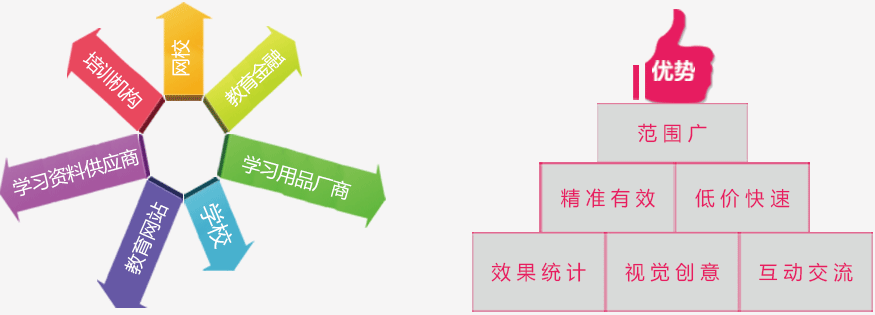 网校
教育金融
学习用品厂商
学校
教育网站
学习资料供应商
培训机构
优势
范围广
精准有效
低价快速
效果统计
视觉创意
互动交流